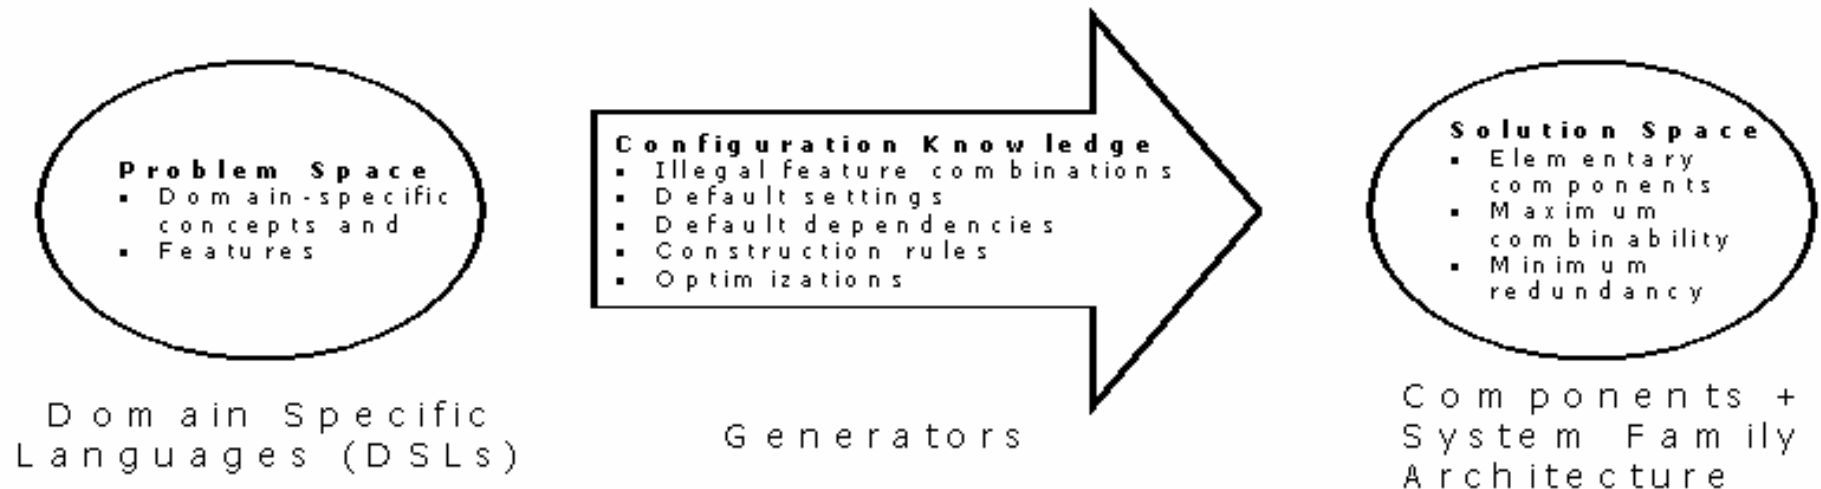 Problem Space
▪ Domain-specific
concepts and
▪ Features
Domain Specific
Languages (DSLs)
Configuration Knowledge
▪ Illegal feature combinations
▪ Default settings
▪ Default dependencies
▪ Construction rules
▪ Optimizations
Generators
Solution Space
▪ Elementary
components
▪ Maximum
combinability
▪ Minimum
redundancy
Components +
System Family
Architecture